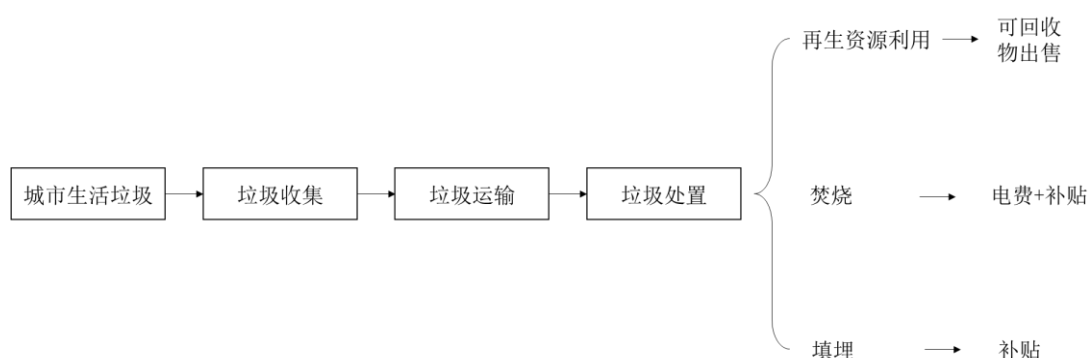 再生资源利用
可回收
物出售
城市生活垃圾
垃圾收集
垃圾运输
垃圾处置
焚烧
电费+补贴
填埋
补贴